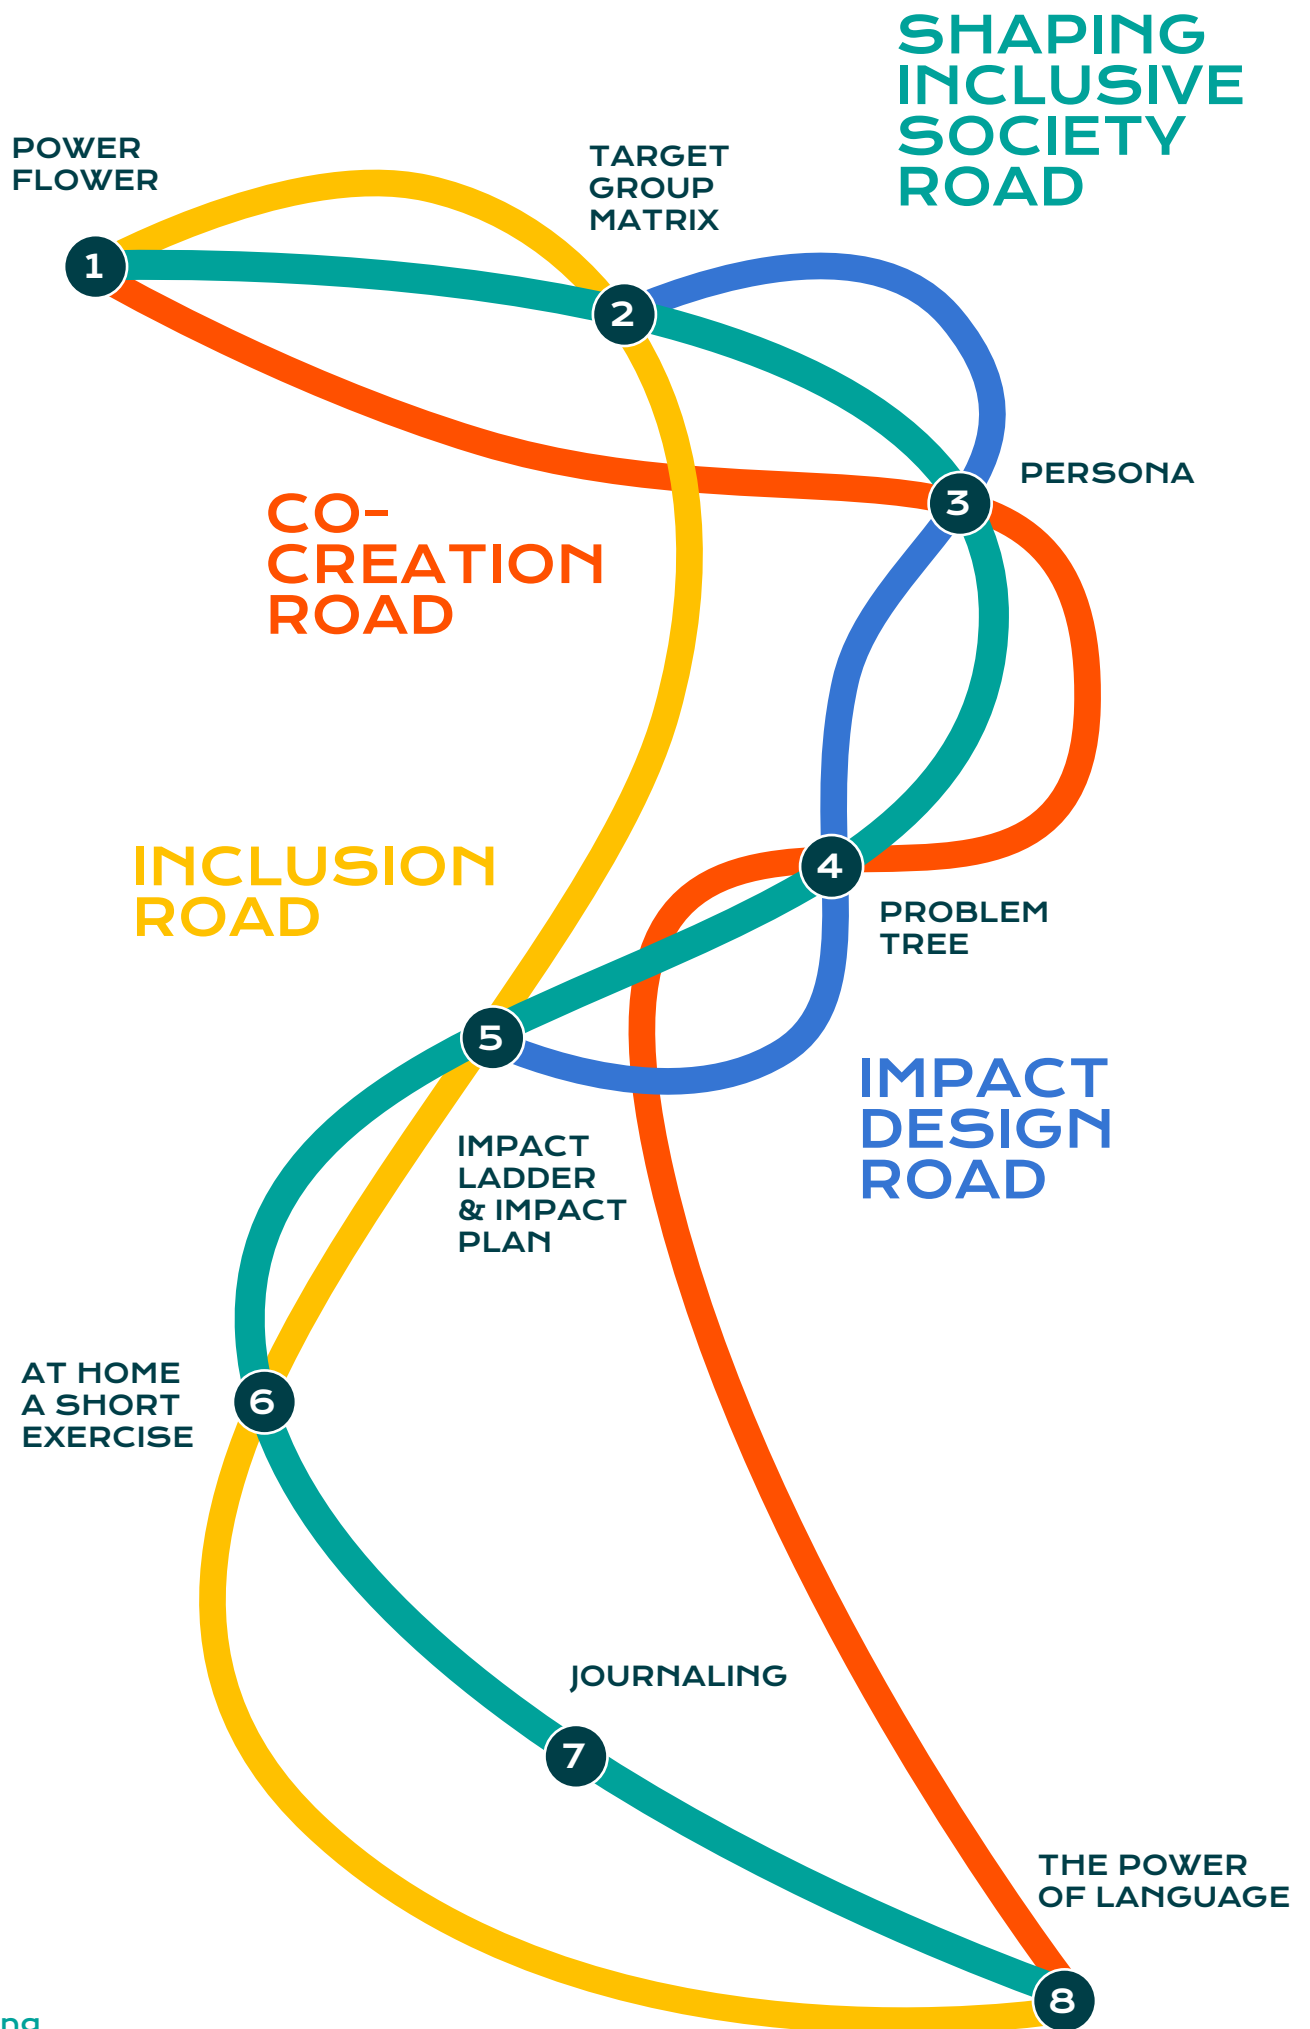 SHAPING
INCLUSIVE
SOCIETY
ROAD
POWER
FLOWER
TARGET
GROUP
MATRIX
1
2
PERSONA
3
CO-
CREATION
ROAD
INCLUSION
ROAD
4
PROBLEM
TREE
5
IMPACT
DESIGN
ROAD
IMPACT
LADDER
& IMPACT
PLAN
AT HOME
A SHORT
EXERCISE
6
JOURNALING
7
THE POWER
OF LANGUAGE
8